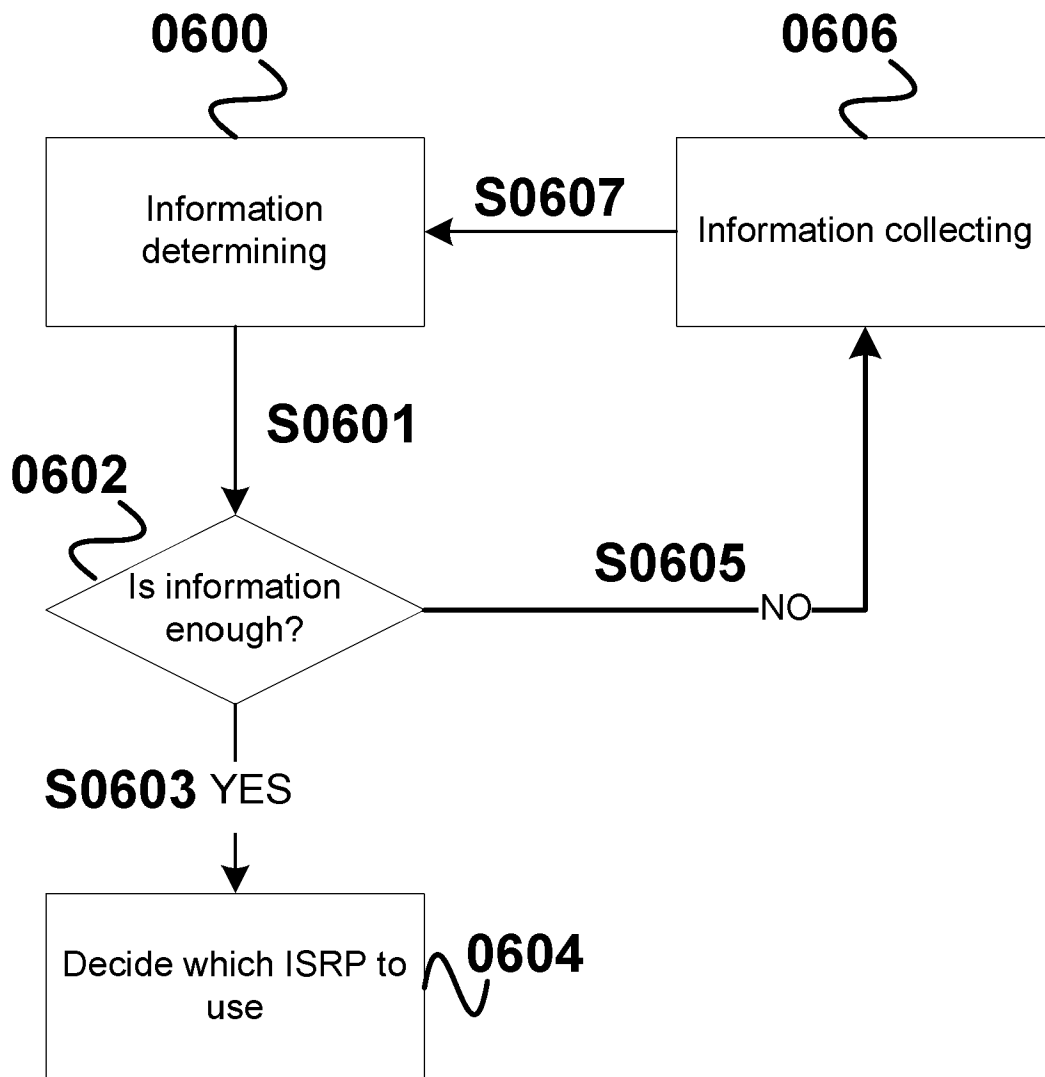 0600
0606
Information
determining
S0607
Information collecting
S0601
0602
Is information
enough?
S0605
NO
S0603 YES
Decide which ISRP to
use
0604